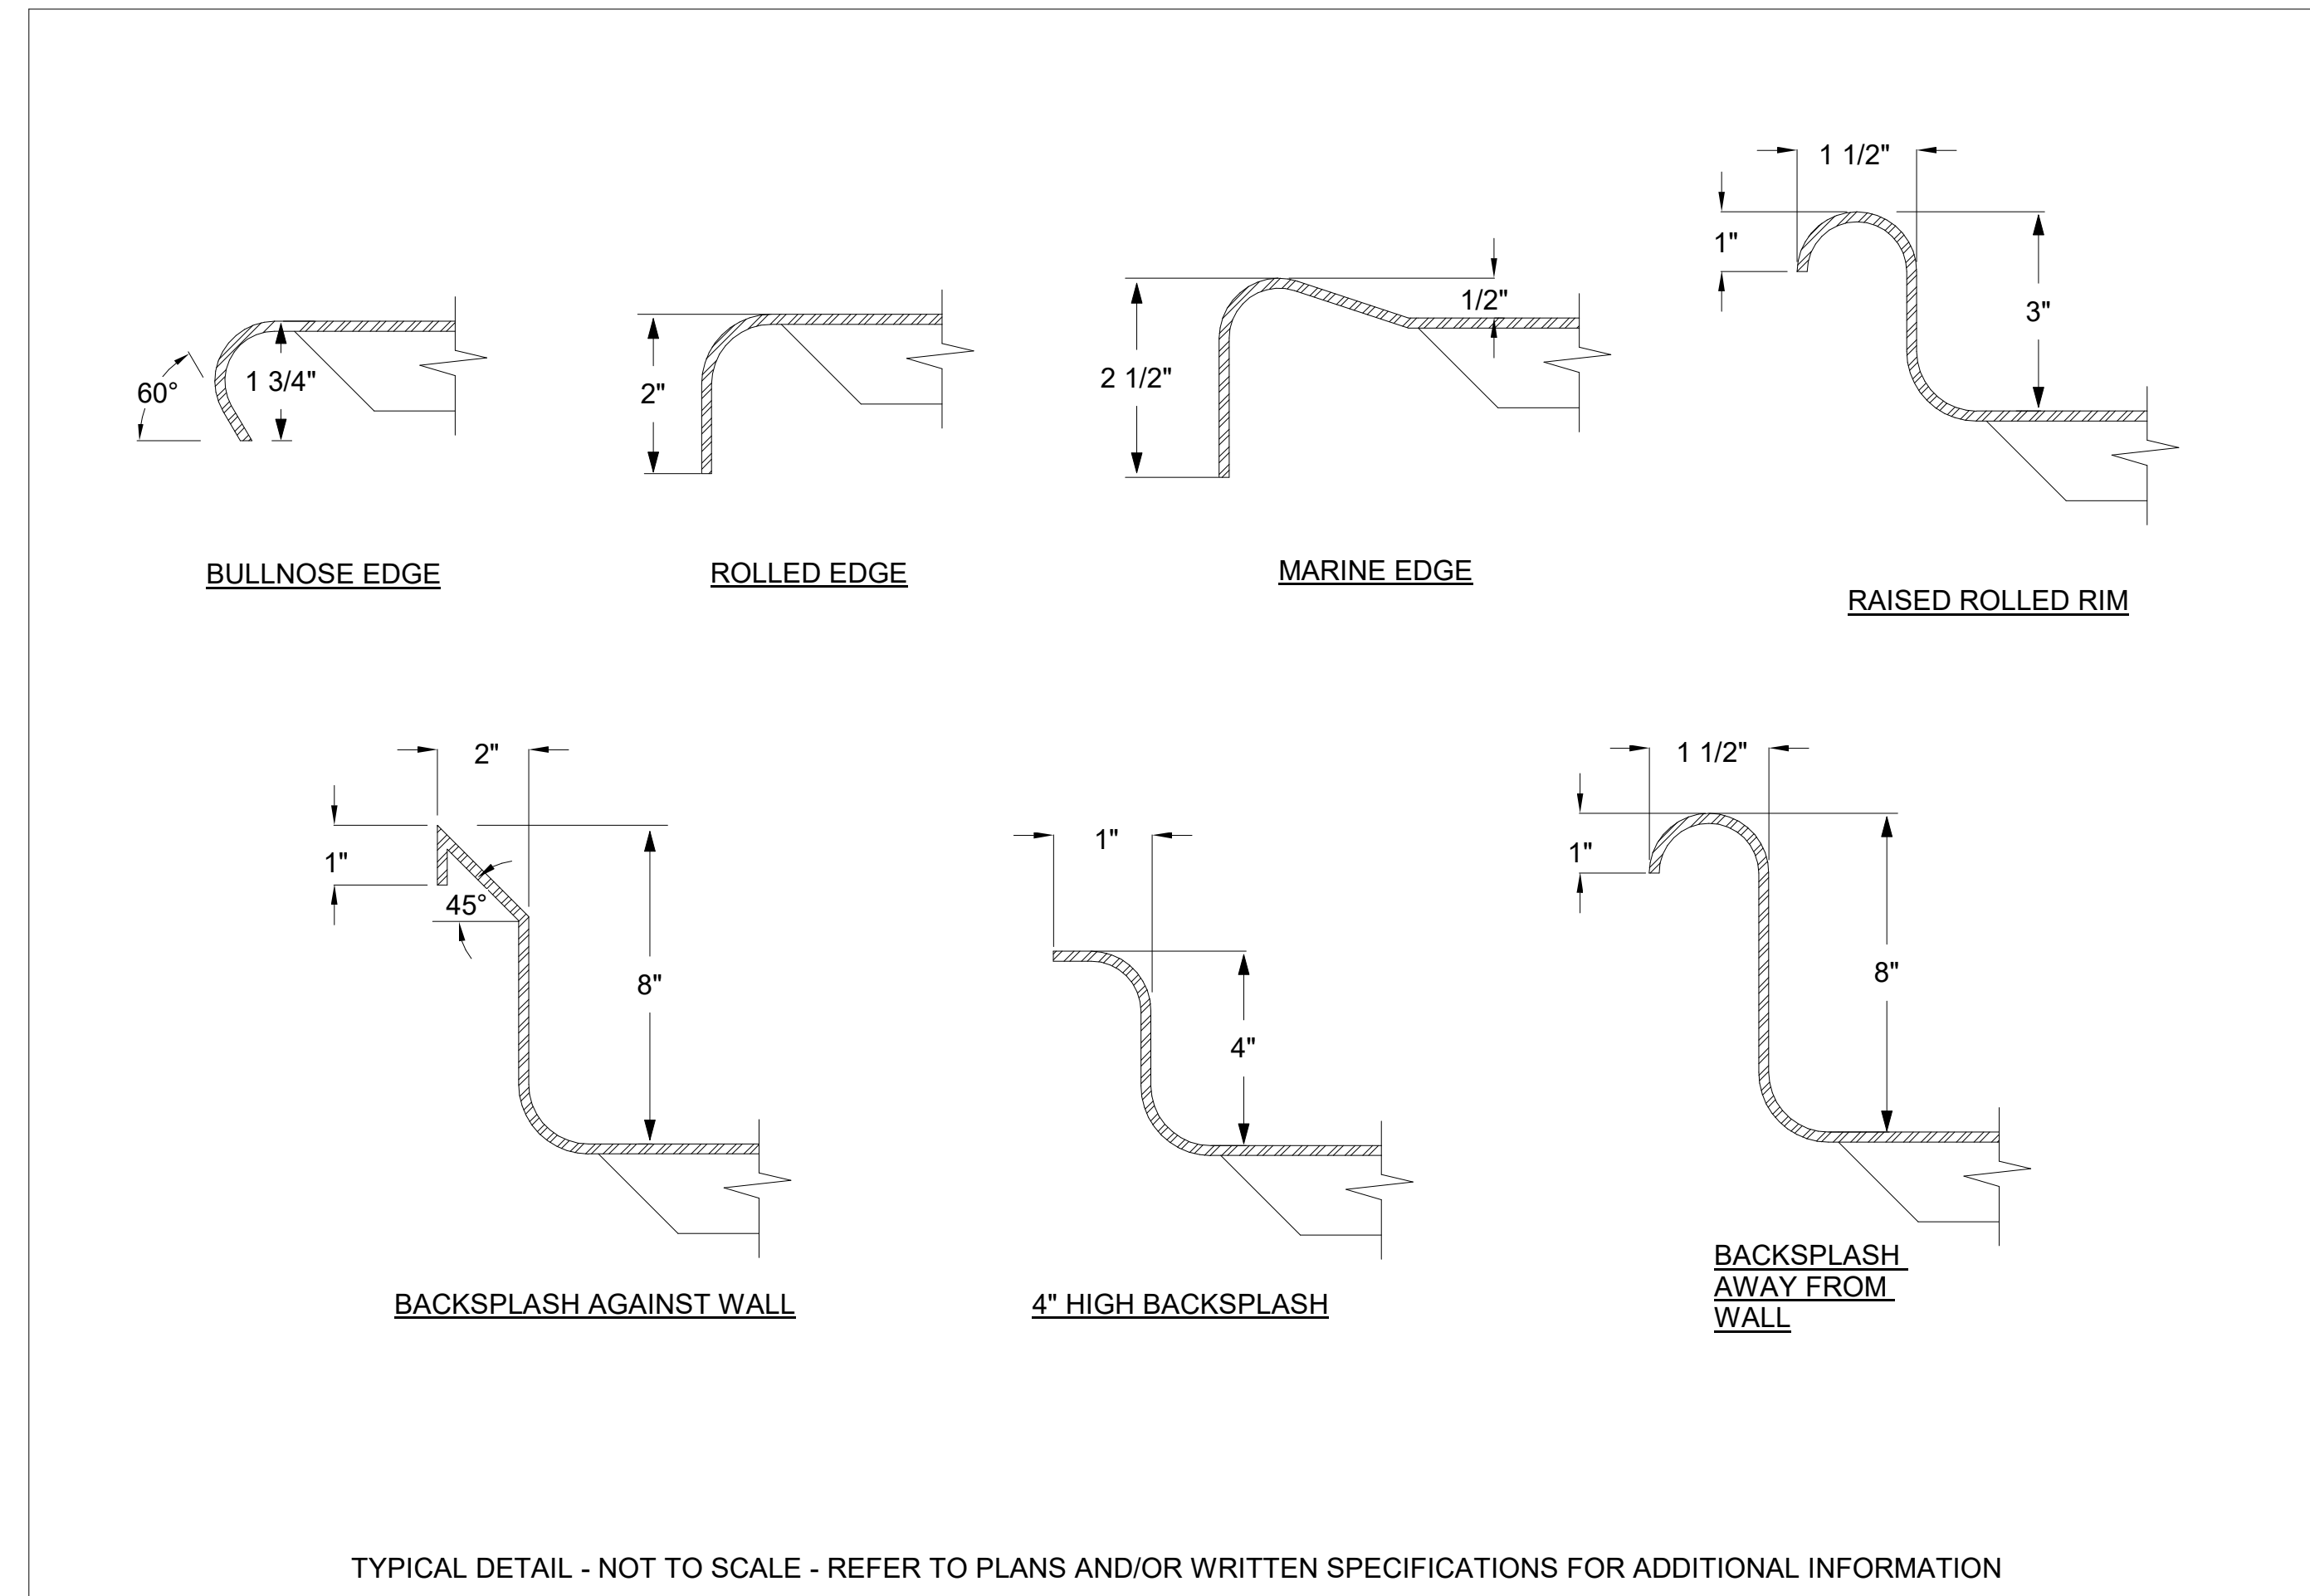 1 1/2"
1"
3"
1/2"
2 1/2"
2"
1 3/4"
60°
BULLNOSE EDGE
ROLLED EDGE
MARINE EDGE
RAISED ROLLED RIM
2"
1"
45°
8"
BACKSPLASH AGAINST WALL
1"
4"
4" HIGH BACKSPLASH
1 1/2"
1"
8"
BACKSPLASH
AWAY FROM
WALL
TYPICAL DETAIL - NOT TO SCALE - REFER TO PLANS AND/OR WRITTEN SPECIFICATIONS FOR ADDITIONAL INFORMATION